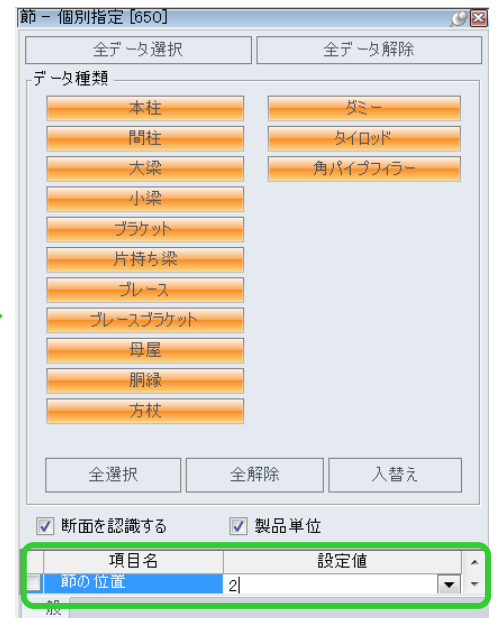 節 - 個別指定 [650]
全データ選択 全データ解除
データ種類
本柱 ダミー
間柱 タイロッド
大梁 角パイプフィラー
小梁
ブラケット
片持ち梁
ブレース
ブレースブラケット
母屋
胴縁
方杖
全選択 全解除 入替え
断面を認識する 製品単位
項目名 設定値
節の位置 2
一般